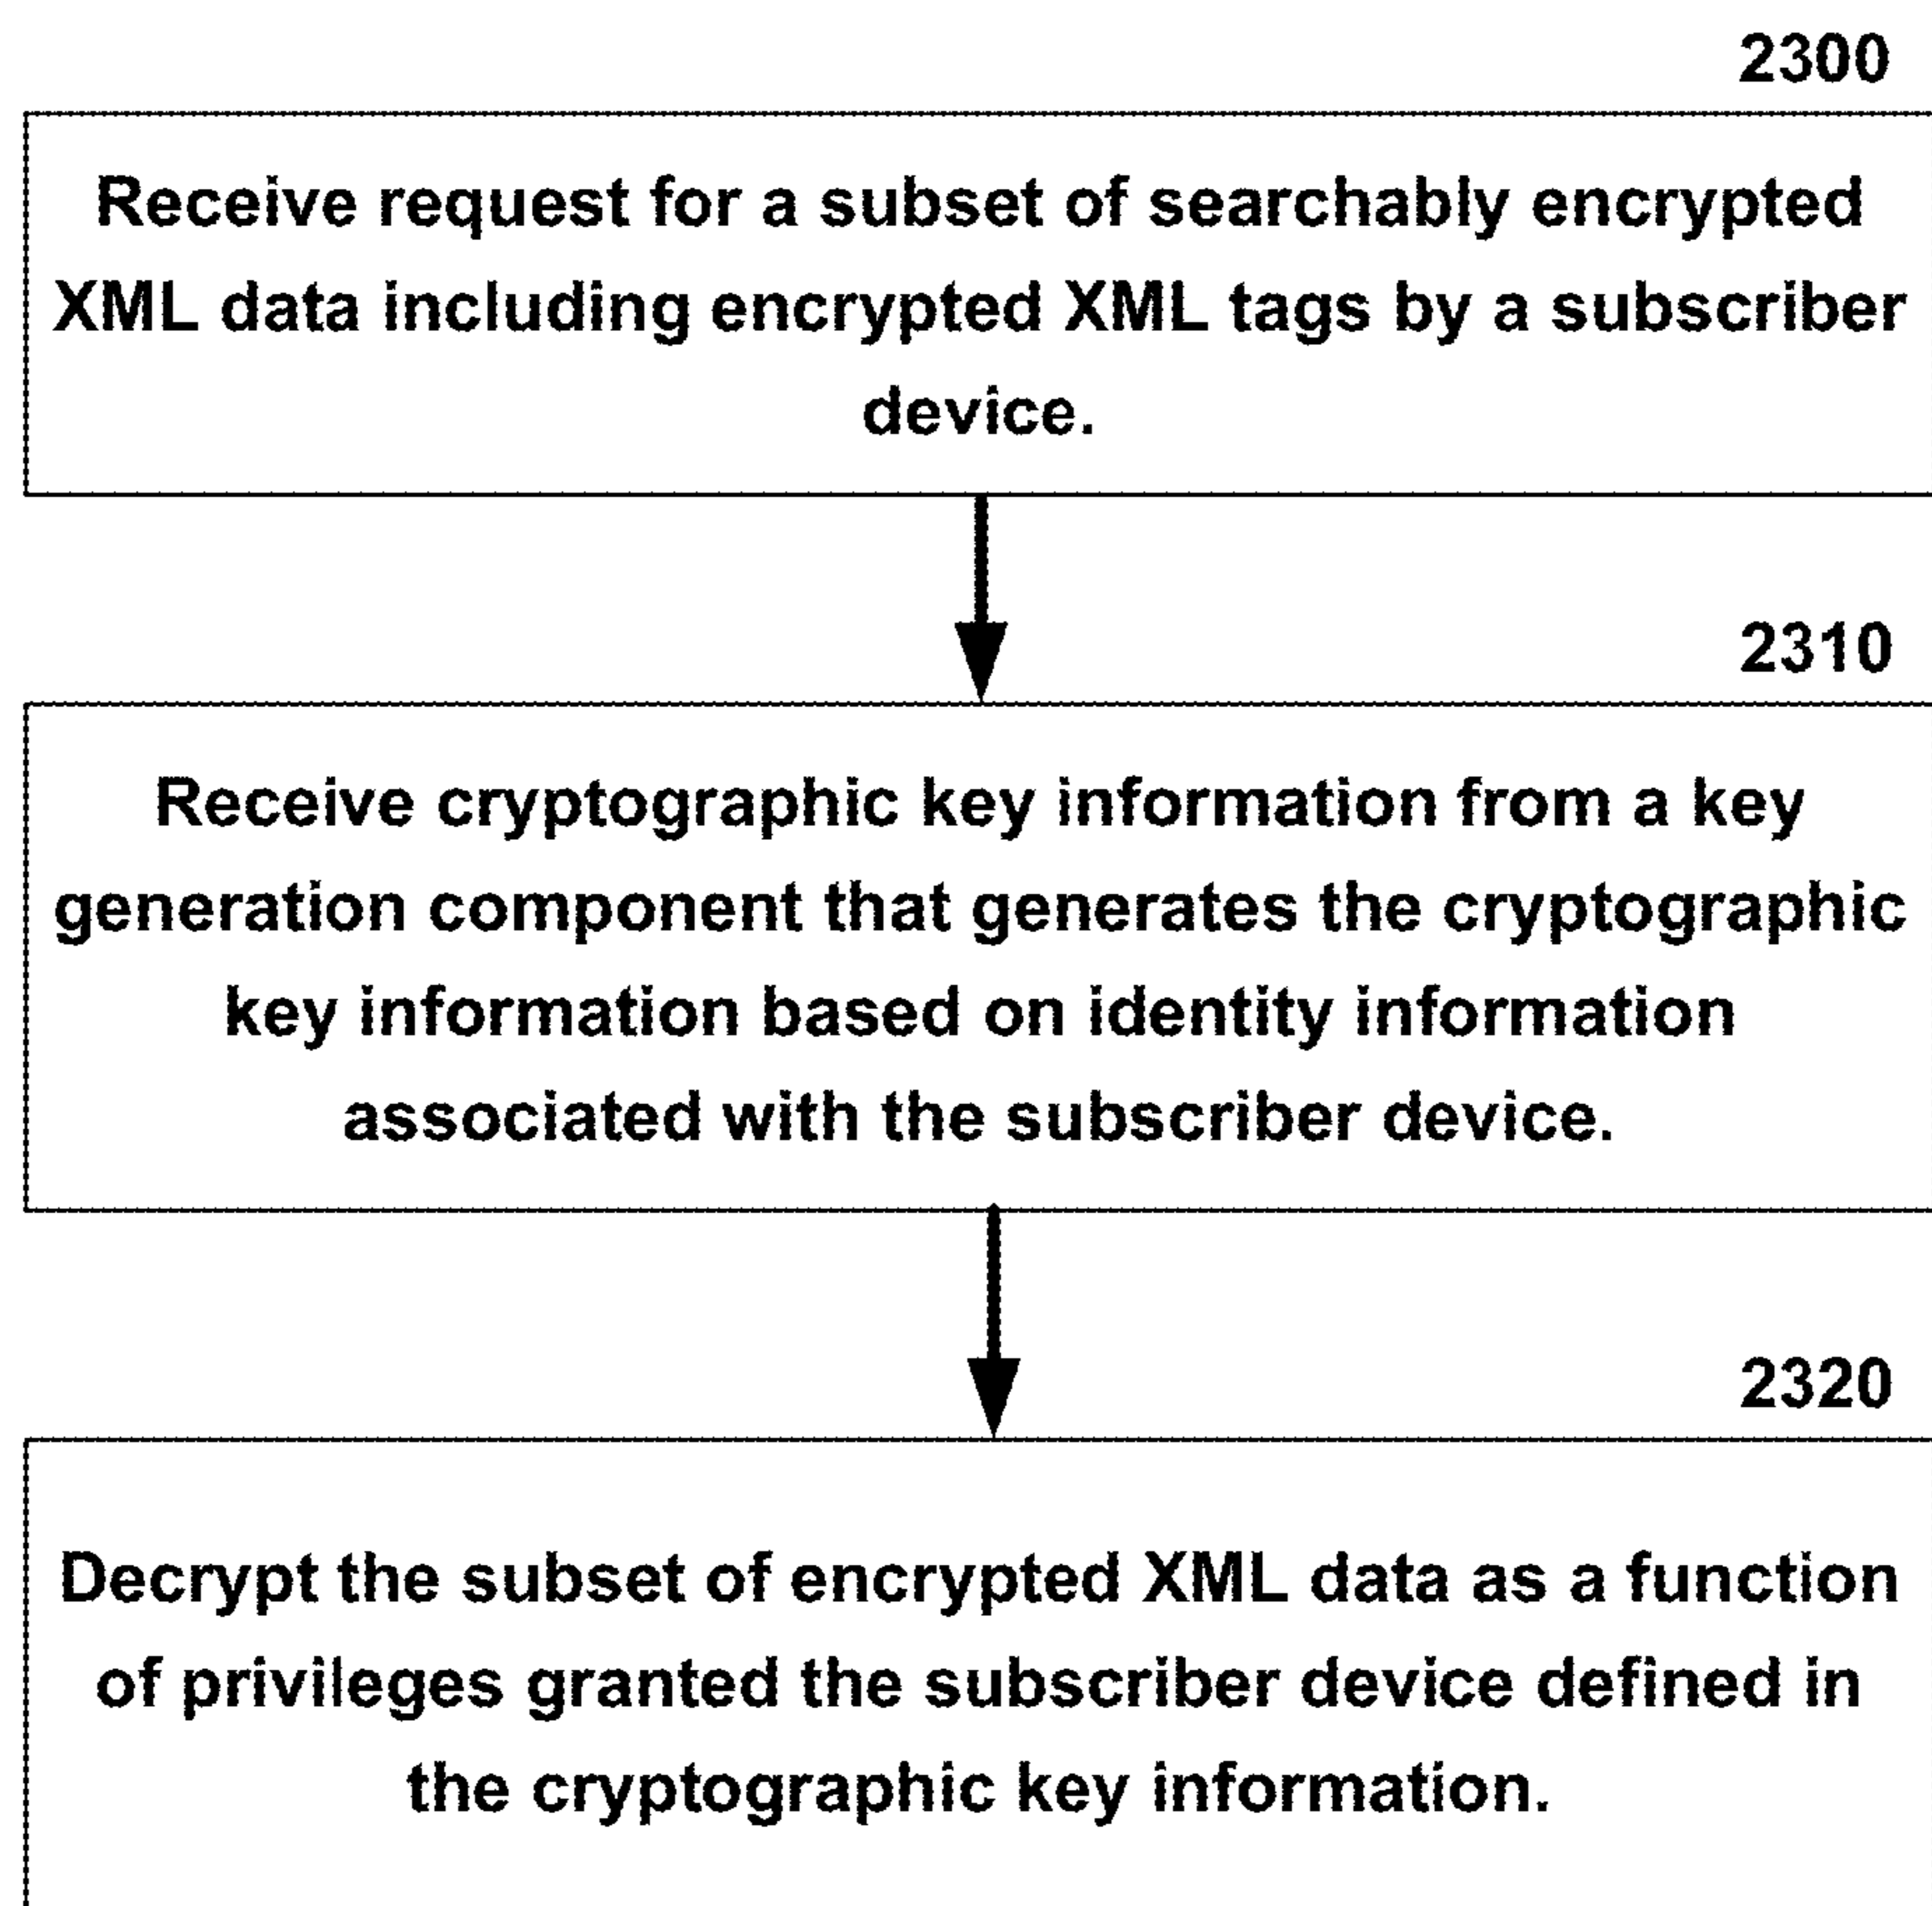 2300
Receive request for a subset of searchably encrypted
XML data including encrypted XML tags by a subscriber
device.
2310
Receive cryptographic key information from a key
generation component that generates the cryptographic
key information based on identity information
associated with the subscriber device.
2320
Decrypt the subset of encrypted XML data as a function
of privileges granted the subscriber device defined in
the cryptographic key information.